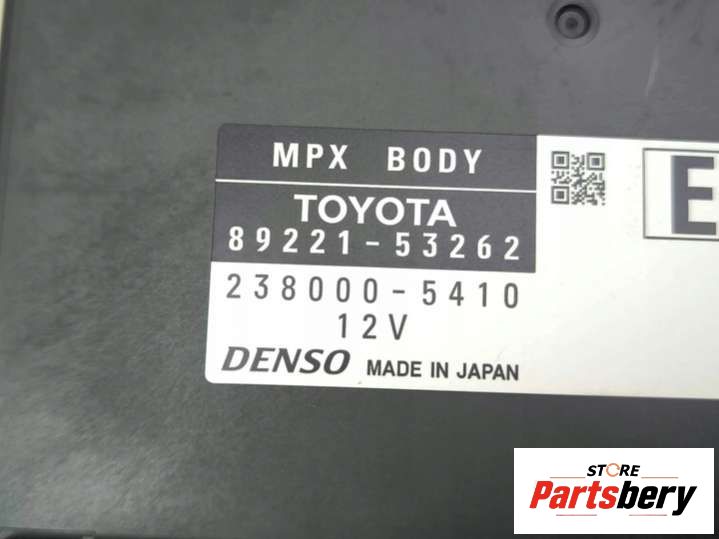 MPX BODY
E
TOYOTA
89221-53262
238000-5410
12V
DENSO MADE IN JAPAN
STORE
Partsbery